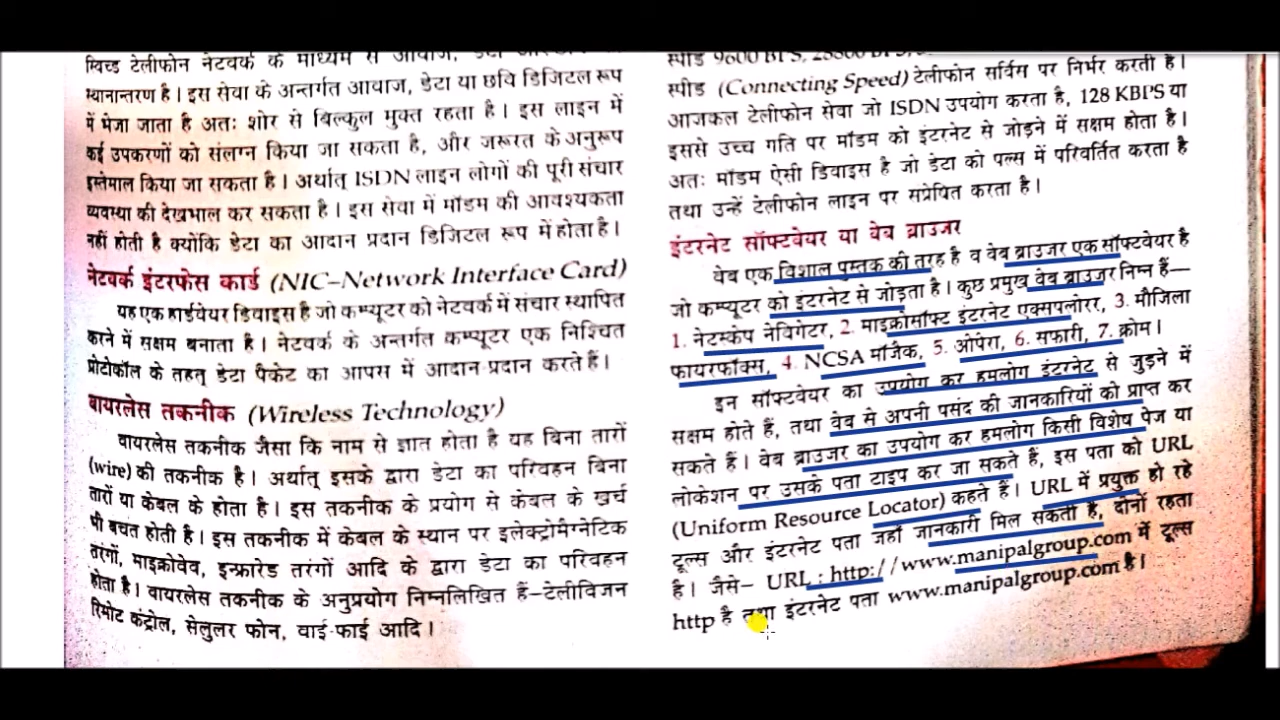 स्विच्ड टेलीफोन नेटवर्क के माध्यम से आवाज, डेटा
स्थानान्तरण है। इस सेवा के अन्तर्गत आवाज, डेटा या छवि डिजिटल रूप
में भेजा जाता है अतः शोर से बिल्कुल मुक्त रहता है। इस लाइन में
कई उपकरणों को संलग्न किया जा सकता है, और जरूरत के अनुरूप
इस्तेमाल किया जा सकता है। अर्थात् ISDN लाइन लोगों की पूरी संचार
व्यवस्था की देखभाल कर सकता है। इस सेवा में मॉडम की आवश्यकता
नहीं होती है क्योंकि डेटा का आदान प्रदान डिजिटल रूप में होता है।
नेटवर्क इंटरफेस कार्ड (NIC–Network Interface Card)
यह एक हार्डवेयर डिवाइस है जो कम्प्यूटर को नेटवर्क में संचार स्थापित
करने में सक्षम बनाता है। नेटवर्क के अन्तर्गत कम्प्यूटर एक निश्चित
प्रोटोकॉल के तहत् डेटा पैकेट का आपस में आदान-प्रदान करते हैं।
वायरलेस तकनीक (Wireless Technology)
वायरलेस तकनीक जैसा कि नाम से ज्ञात होता है यह बिना तारों
(wire) की तकनीक है। अर्थात् इसके द्वारा डेटा का परिवहन बिना
तारों या केबल के होता है। इस तकनीक के प्रयोग से केबल के खर्च
भी बचत होती है। इस तकनीक में केबल के स्थान पर इलेक्ट्रोमैग्नेटिक
तरंगों, माइक्रोवेव, इन्फ्रारेड तरंगों आदि के द्वारा डेटा का परिवहन
होता है। वायरलेस तकनीक के अनुप्रयोग निम्नलिखित हैं–टेलीविजन
रिमोट कंट्रोल, सेलुलर फोन, वाई-फाई आदि।
स्पीड 9600 BPS, 28800
स्पीड (Connecting Speed) टेलीफोन सर्विस पर निर्भर करती है।
आजकल टेलीफोन सेवा जो ISDN उपयोग करता है, 128 KBPS या
इससे उच्च गति पर मॉडम को इंटरनेट से जोड़ने में सक्षम होता है।
अतः मॉडम ऐसी डिवाइस है जो डेटा को पल्स में परिवर्तित करता है
तथा उन्हें टेलीफोन लाइन पर संप्रेषित करता है।
इंटरनेट सॉफ्टवेयर या वेब ब्राउजर
वेब एक विशाल पुस्तक की तरह है व वेब ब्राउजर एक सॉफ्टवेयर है
जो कम्प्यूटर को इंटरनेट से जोड़ता है। कुछ प्रमुख वेब ब्राउजर निम्न हैं—
1. नेटस्केप नेविगेटर, 2. माइक्रोसॉफ्ट इंटरनेट एक्सपलोरर, 3. मौजिला
फायरफॉक्स, 4. NCSA मॉजैक, 5. ओपेरा, 6. सफारी, 7. क्रोम।
इन सॉफ्टवेयर का उपयोग कर हमलोग इंटरनेट से जुड़ने में
सक्षम होते हैं, तथा वेब से अपनी पसंद की जानकारियों को प्राप्त कर
सकते हैं। वेब ब्राउजर का उपयोग कर हमलोग किसी विशेष पेज या
लोकेशन पर उसके पता टाइप कर जा सकते हैं, इस पता को URL
(Uniform Resource Locator) कहते हैं। URL में प्रयुक्त हो रहे
टूल्स और इंटरनेट पता जहाँ जानकारी मिल सकती है, दोनों रहता
है। जैसे– URL : http://www.manipalgroup.com में टूल्स
http है तथा इंटरनेट पता www.manipalgroup.com है।